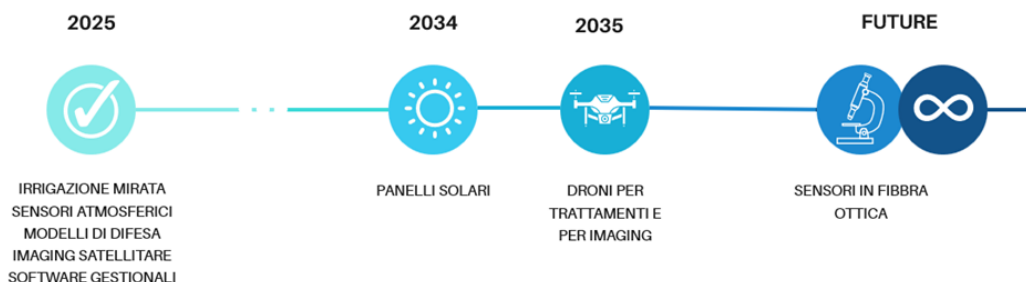 2025
2034
2035
FUTURE
IRRIGAZIONE MIRATA
SENSORI ATMOSFERICI
MODELLI DI DIFESA
IMAGING SATELLITARE
SOFTWARE GESTIONALI
PANELLI SOLARI
DRONI PER
TRATTAMENTI E
PER IMAGING
SENSORI IN FIBBRA
OTTICA